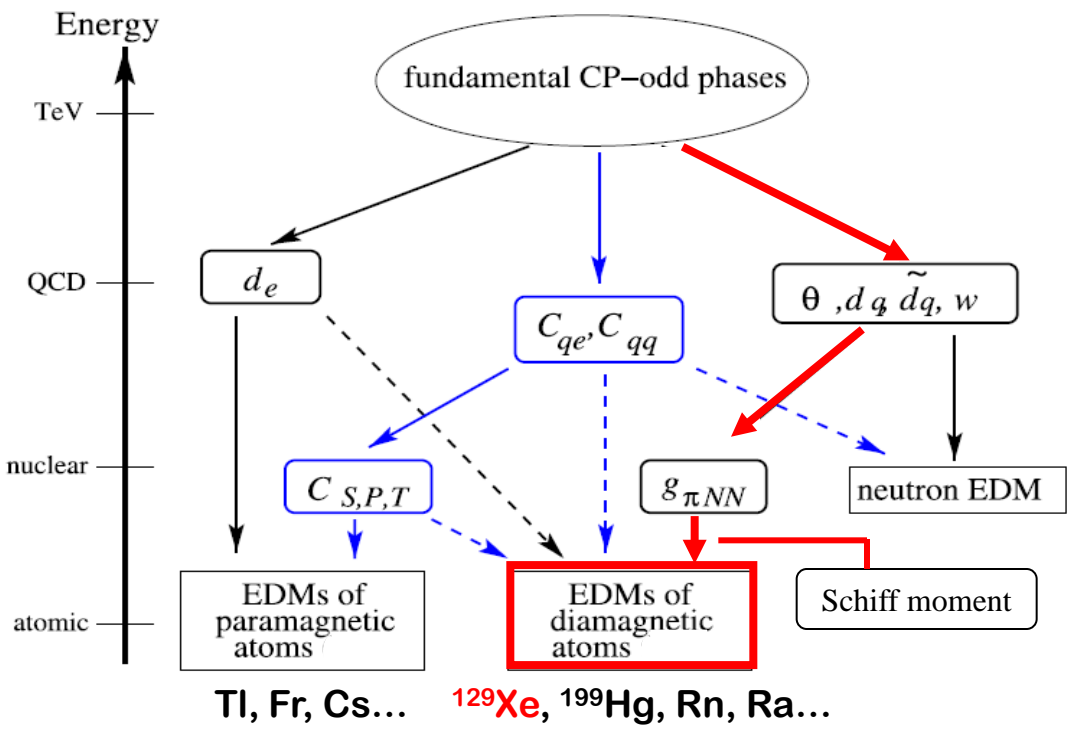 Energy
fundamental CP−odd phases
TeV
QCD
d_e
θ , d_q, d̃_q, w
C_qe, C_qq
nuclear
C_S,P,T
g_πNN
neutron EDM
atomic
EDMs of
paramagnetic
atoms
EDMs of
diamagnetic
atoms
Schiff moment
Tl, Fr, Cs... ¹²⁹Xe, ¹⁹⁹Hg, Rn, Ra...